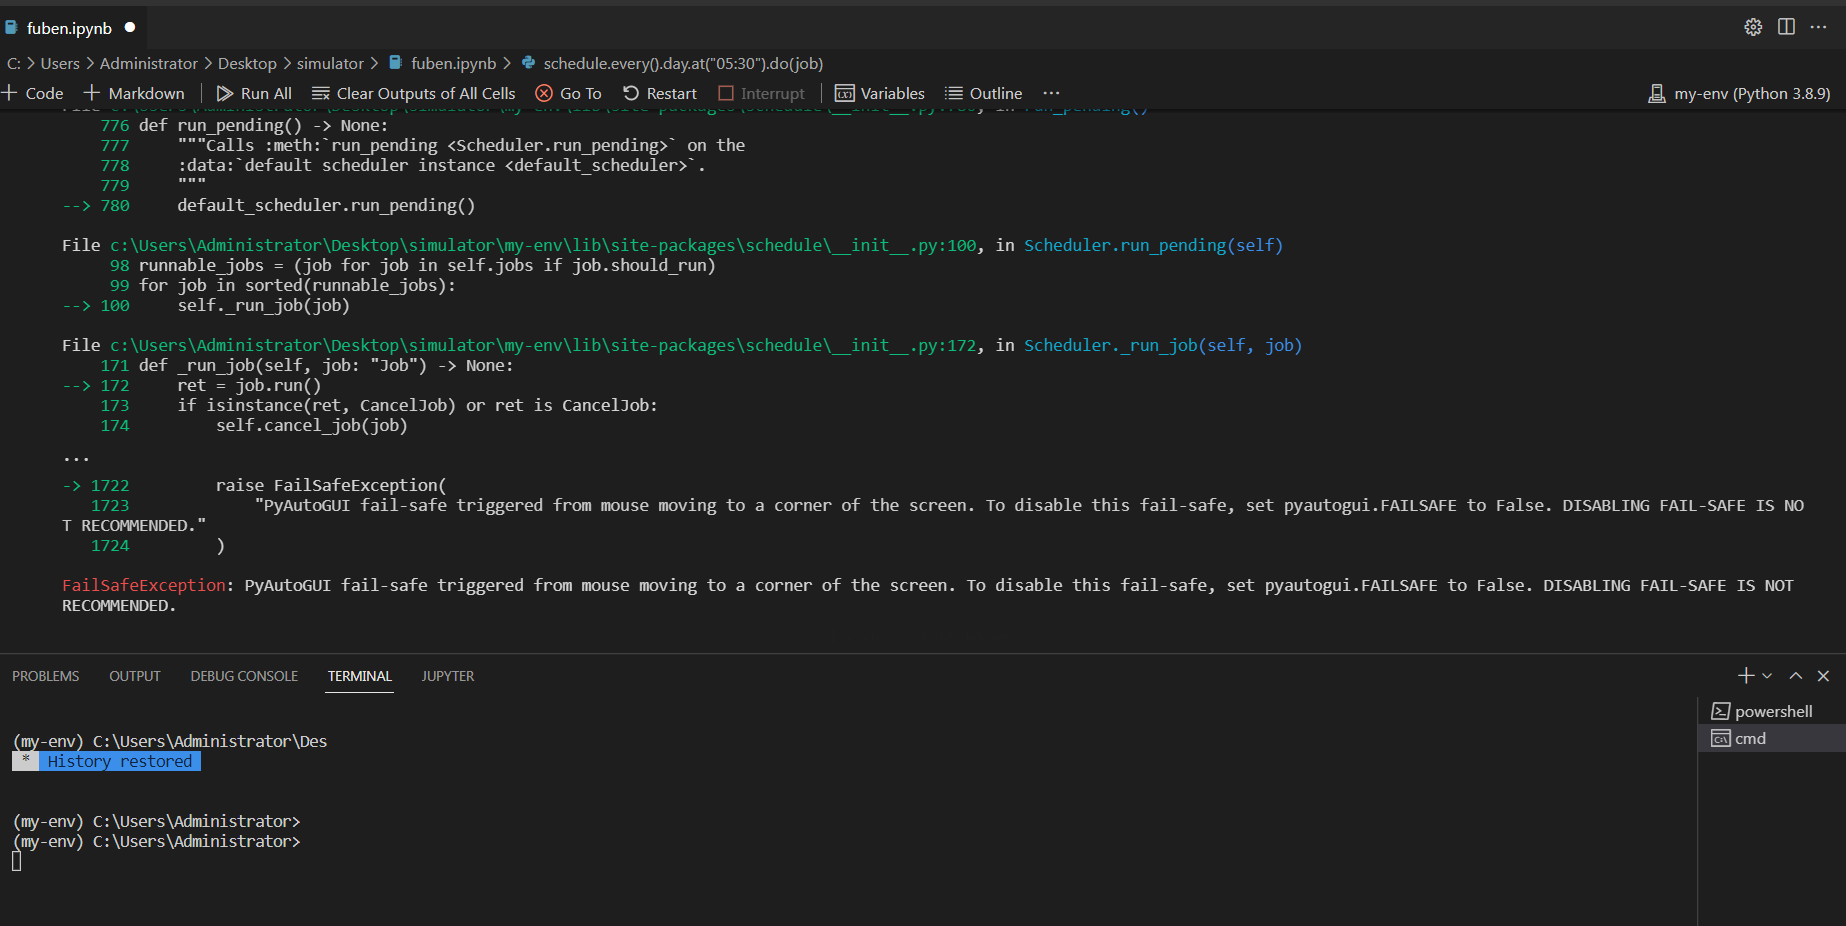 fuben.ipynb
C: > Users > Administrator > Desktop > simulator > fuben.ipynb > schedule.every().day.at("05:30").do(job)
+ Code + Markdown | Run All Clear Outputs of All Cells Go To Restart Interrupt | Variables Outline ··· my-env (Python 3.8.9)
776 def run_pending() -> None:
777     """Calls :meth:`run_pending <Scheduler.run_pending>` on the
778     :data:`default scheduler instance <default_scheduler>`.
779     """
--> 780     default_scheduler.run_pending()
File c:\Users\Administrator\Desktop\simulator\my-env\lib\site-packages\schedule\__init__.py:100, in Scheduler.run_pending(self)
98 runnable_jobs = (job for job in self.jobs if job.should_run)
99 for job in sorted(runnable_jobs):
--> 100     self._run_job(job)
File c:\Users\Administrator\Desktop\simulator\my-env\lib\site-packages\schedule\__init__.py:172, in Scheduler._run_job(self, job)
171 def _run_job(self, job: "Job") -> None:
--> 172     ret = job.run()
173     if isinstance(ret, CancelJob) or ret is CancelJob:
174         self.cancel_job(job)
...
-> 1722         raise FailSafeException(
1723             "PyAutoGUI fail-safe triggered from mouse moving to a corner of the screen. To disable this fail-safe, set pyautogui.FAILSAFE to False. DISABLING FAIL-SAFE IS NO
T RECOMMENDED."
1724         )
FailSafeException: PyAutoGUI fail-safe triggered from mouse moving to a corner of the screen. To disable this fail-safe, set pyautogui.FAILSAFE to False. DISABLING FAIL-SAFE IS NOT
RECOMMENDED.
PROBLEMS OUTPUT DEBUG CONSOLE TERMINAL JUPYTER
powershell
cmd
(my-env) C:\Users\Administrator\Des
* History restored
(my-env) C:\Users\Administrator>
(my-env) C:\Users\Administrator>